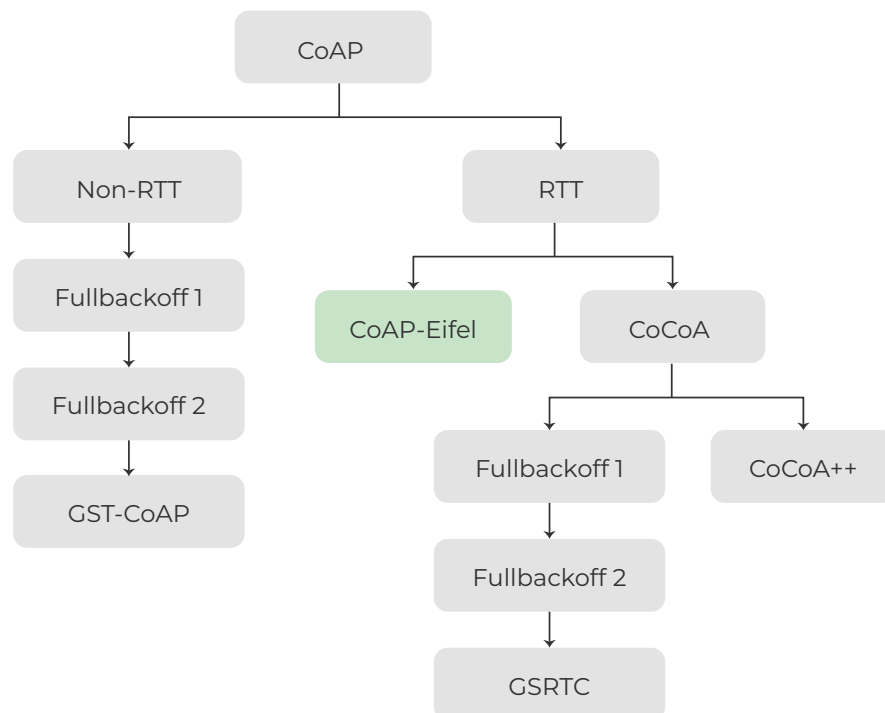 CoAP
Non-RTT
RTT
Fullbackoff 1
CoAP-Eifel
CoCoA
Fullbackoff 2
Fullbackoff 1
CoCoA++
GST-CoAP
Fullbackoff 2
GSRTC